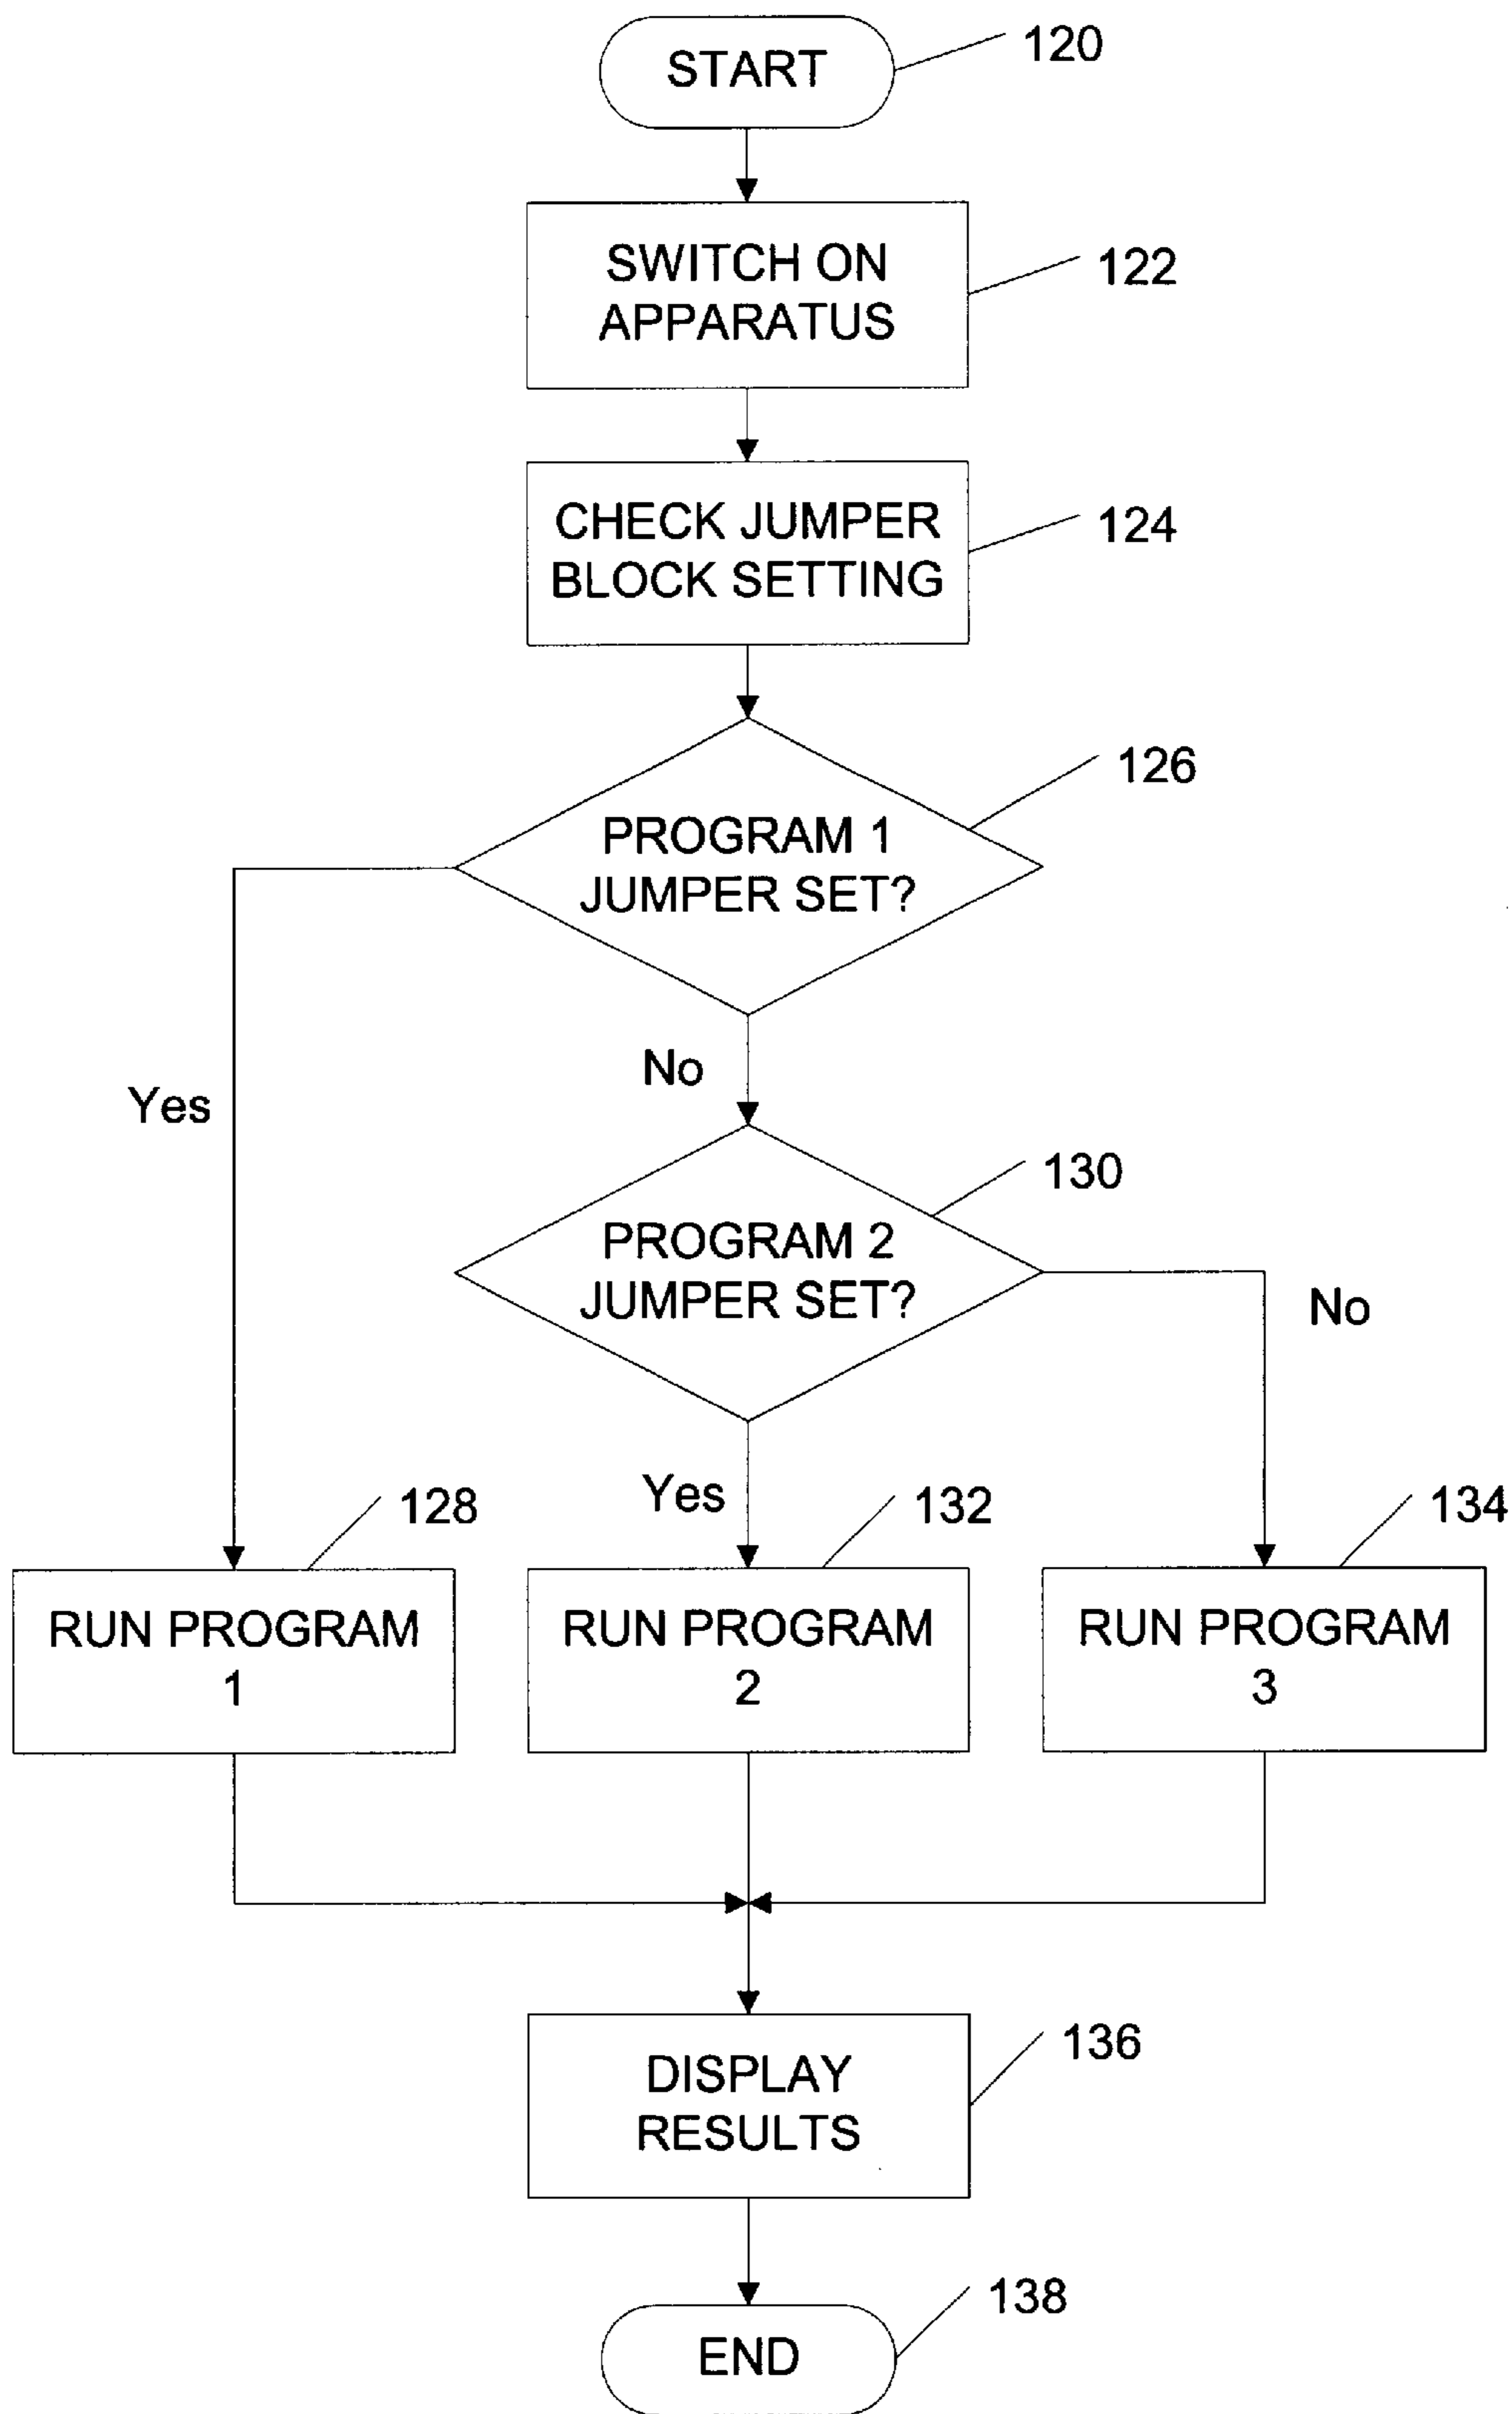 START
120
SWITCH ON
APPARATUS
122
CHECK JUMPER
BLOCK SETTING
124
PROGRAM 1
JUMPER SET?
126
Yes
No
PROGRAM 2
JUMPER SET?
130
No
Yes
RUN PROGRAM
1
128
RUN PROGRAM
2
132
RUN PROGRAM
3
134
DISPLAY
RESULTS
136
END
138